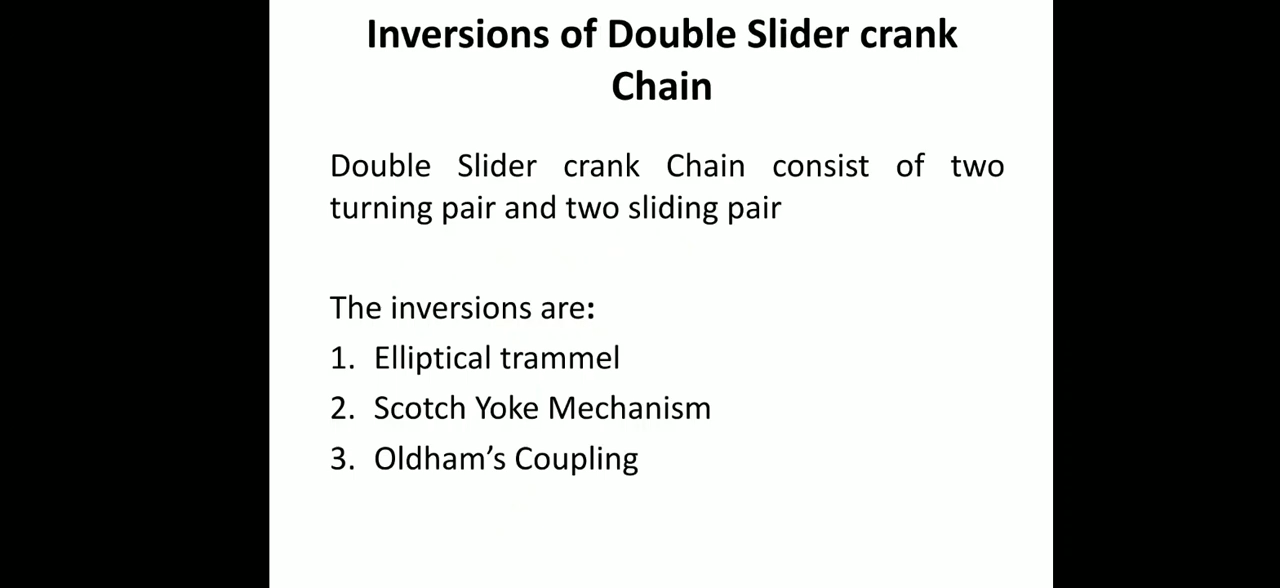 Inversions of Double Slider crank
Chain
Double Slider crank Chain consist of two
turning pair and two sliding pair
The inversions are:
1. Elliptical trammel
2. Scotch Yoke Mechanism
3. Oldham’s Coupling